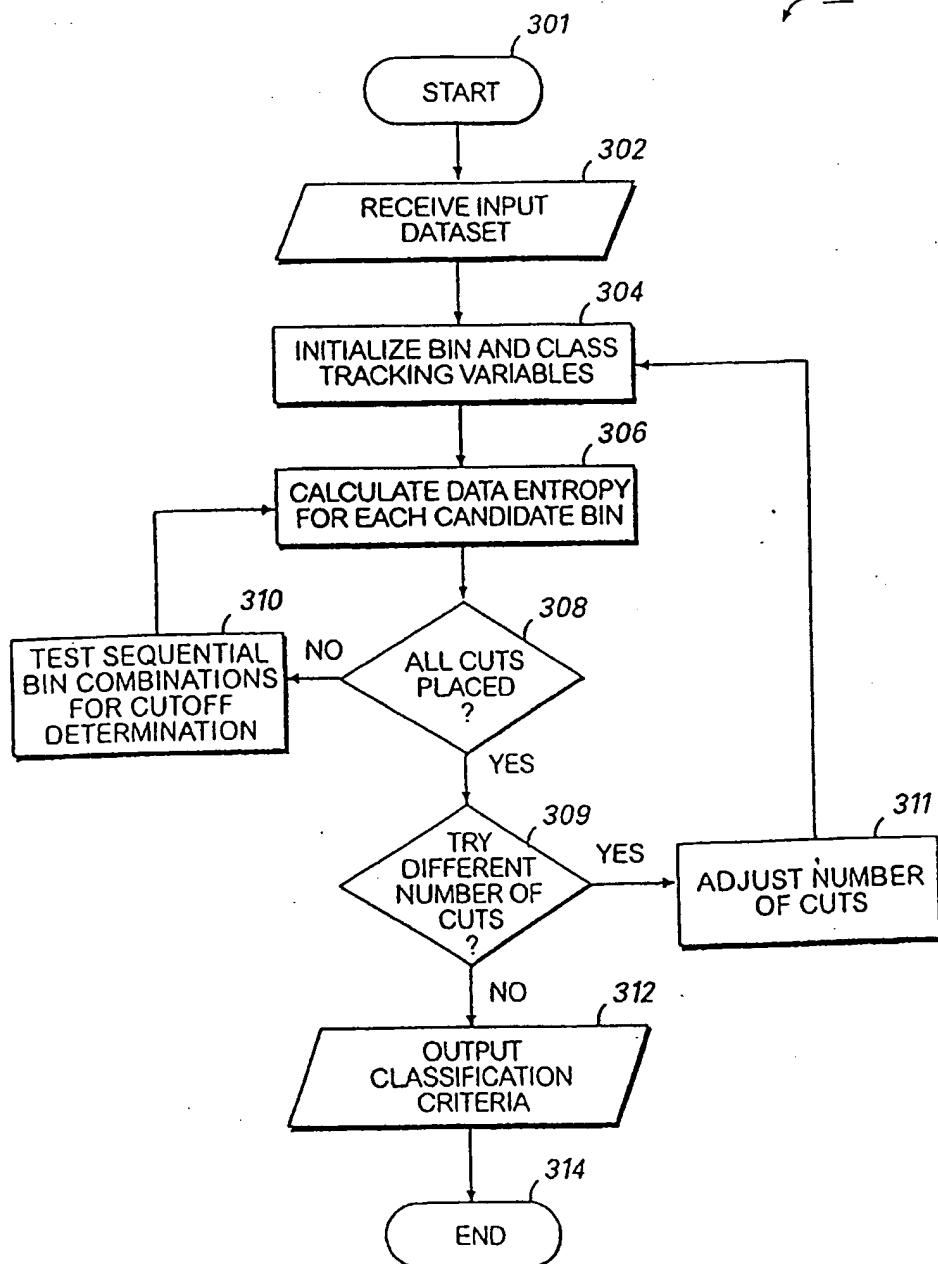 301
START
302
RECEIVE INPUT
DATASET
304
INITIALIZE BIN AND CLASS
TRACKING VARIABLES
306
CALCULATE DATA ENTROPY
FOR EACH CANDIDATE BIN
310
308
TEST SEQUENTIAL
BIN COMBINATIONS
FOR CUTOFF
DETERMINATION
NO
ALL CUTS
PLACED
?
YES
309
311
TRY
DIFFERENT
NUMBER OF
CUTS
?
YES
ADJUST NUMBER
OF CUTS
NO
312
OUTPUT
CLASSIFICATION
CRITERIA
314
END